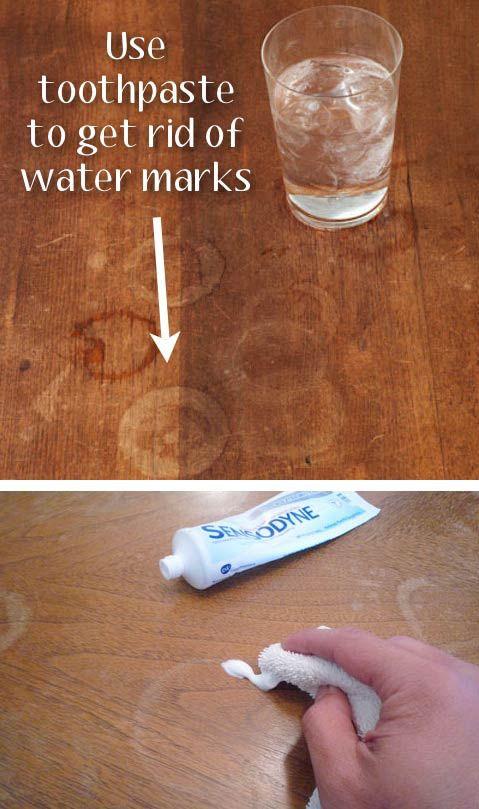 Use
toothpaste
to get rid of
water marks
SENSODYNE